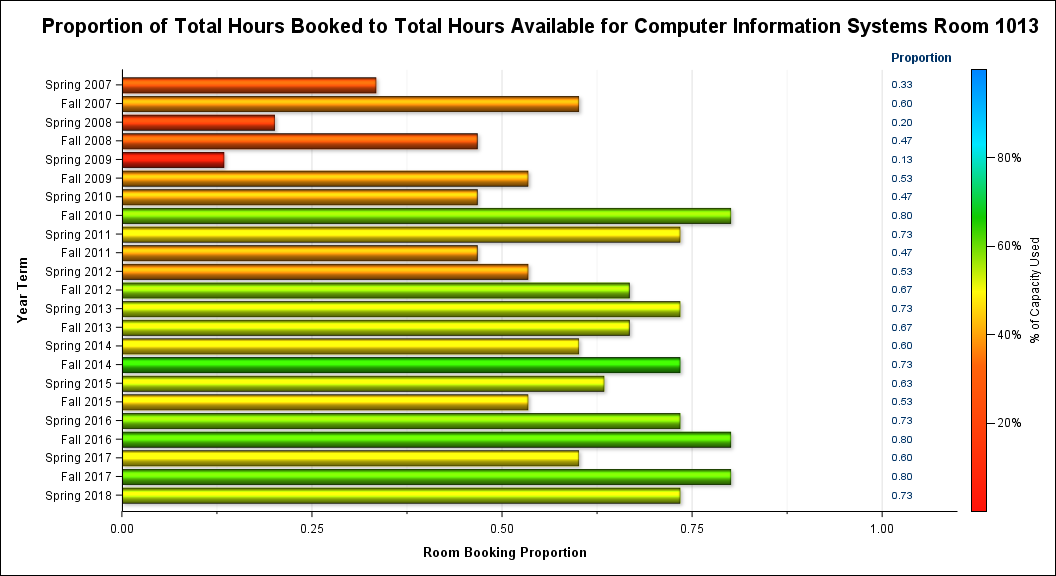 Proportion of Total Hours Booked to Total Hours Available for Computer Information Systems Room 1013
Proportion
Spring 2007 0.33
Fall 2007 0.60
Spring 2008 0.20
Fall 2008 0.47
Spring 2009 0.13
Fall 2009 0.53
Spring 2010 0.47
Fall 2010 0.80
Spring 2011 0.73
Fall 2011 0.47
Spring 2012 0.53
Fall 2012 0.67
Spring 2013 0.73
Fall 2013 0.67
Spring 2014 0.60
Fall 2014 0.73
Spring 2015 0.63
Fall 2015 0.53
Spring 2016 0.73
Fall 2016 0.80
Spring 2017 0.60
Fall 2017 0.80
Spring 2018 0.73
Year Term
0.00 0.25 0.50 0.75 1.00
Room Booking Proportion
80%
60%
40%
20%
% of Capacity Used